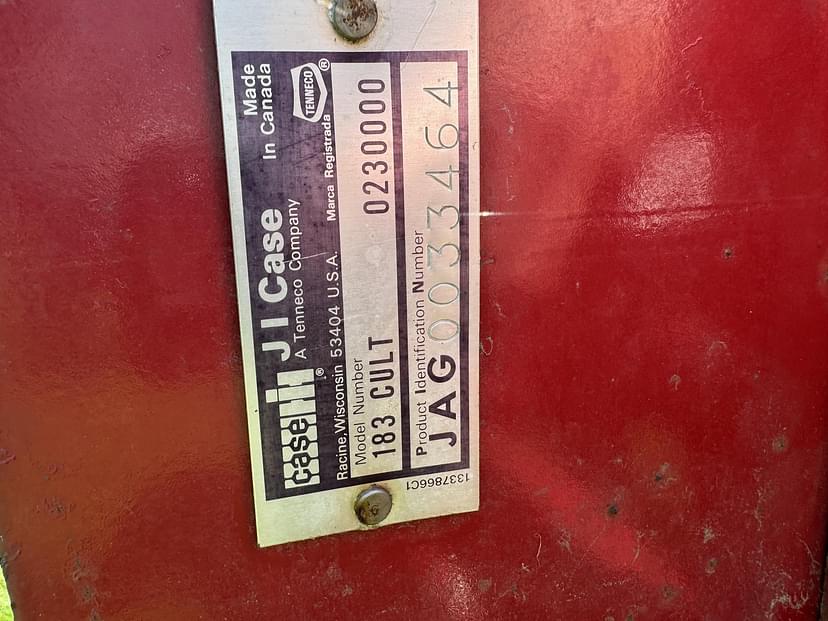 case IH ® J I Case
A Tenneco Company
Made
In Canada
TENNECO ®
Racine, Wisconsin 53404 U.S.A. Marca Registrada
Model Number
183 CULT 0230000
Product Identification Number
JAG0033464
1337866C1